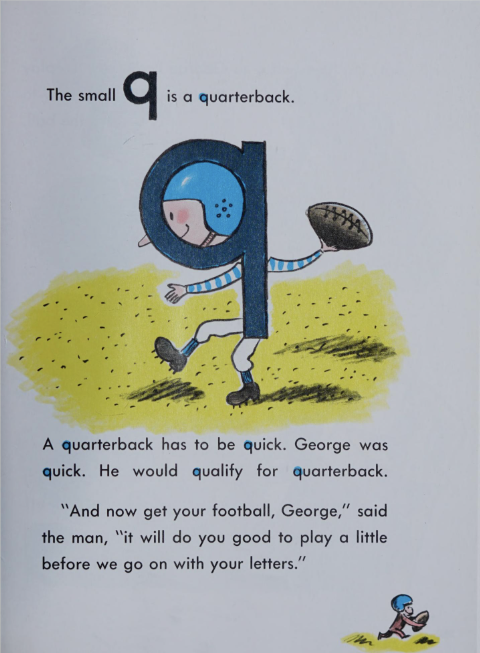 The small q is a quarterback.
A quarterback has to be quick. George was
quick. He would qualify for quarterback.
"And now get your football, George," said
the man, "it will do you good to play a little
before we go on with your letters."